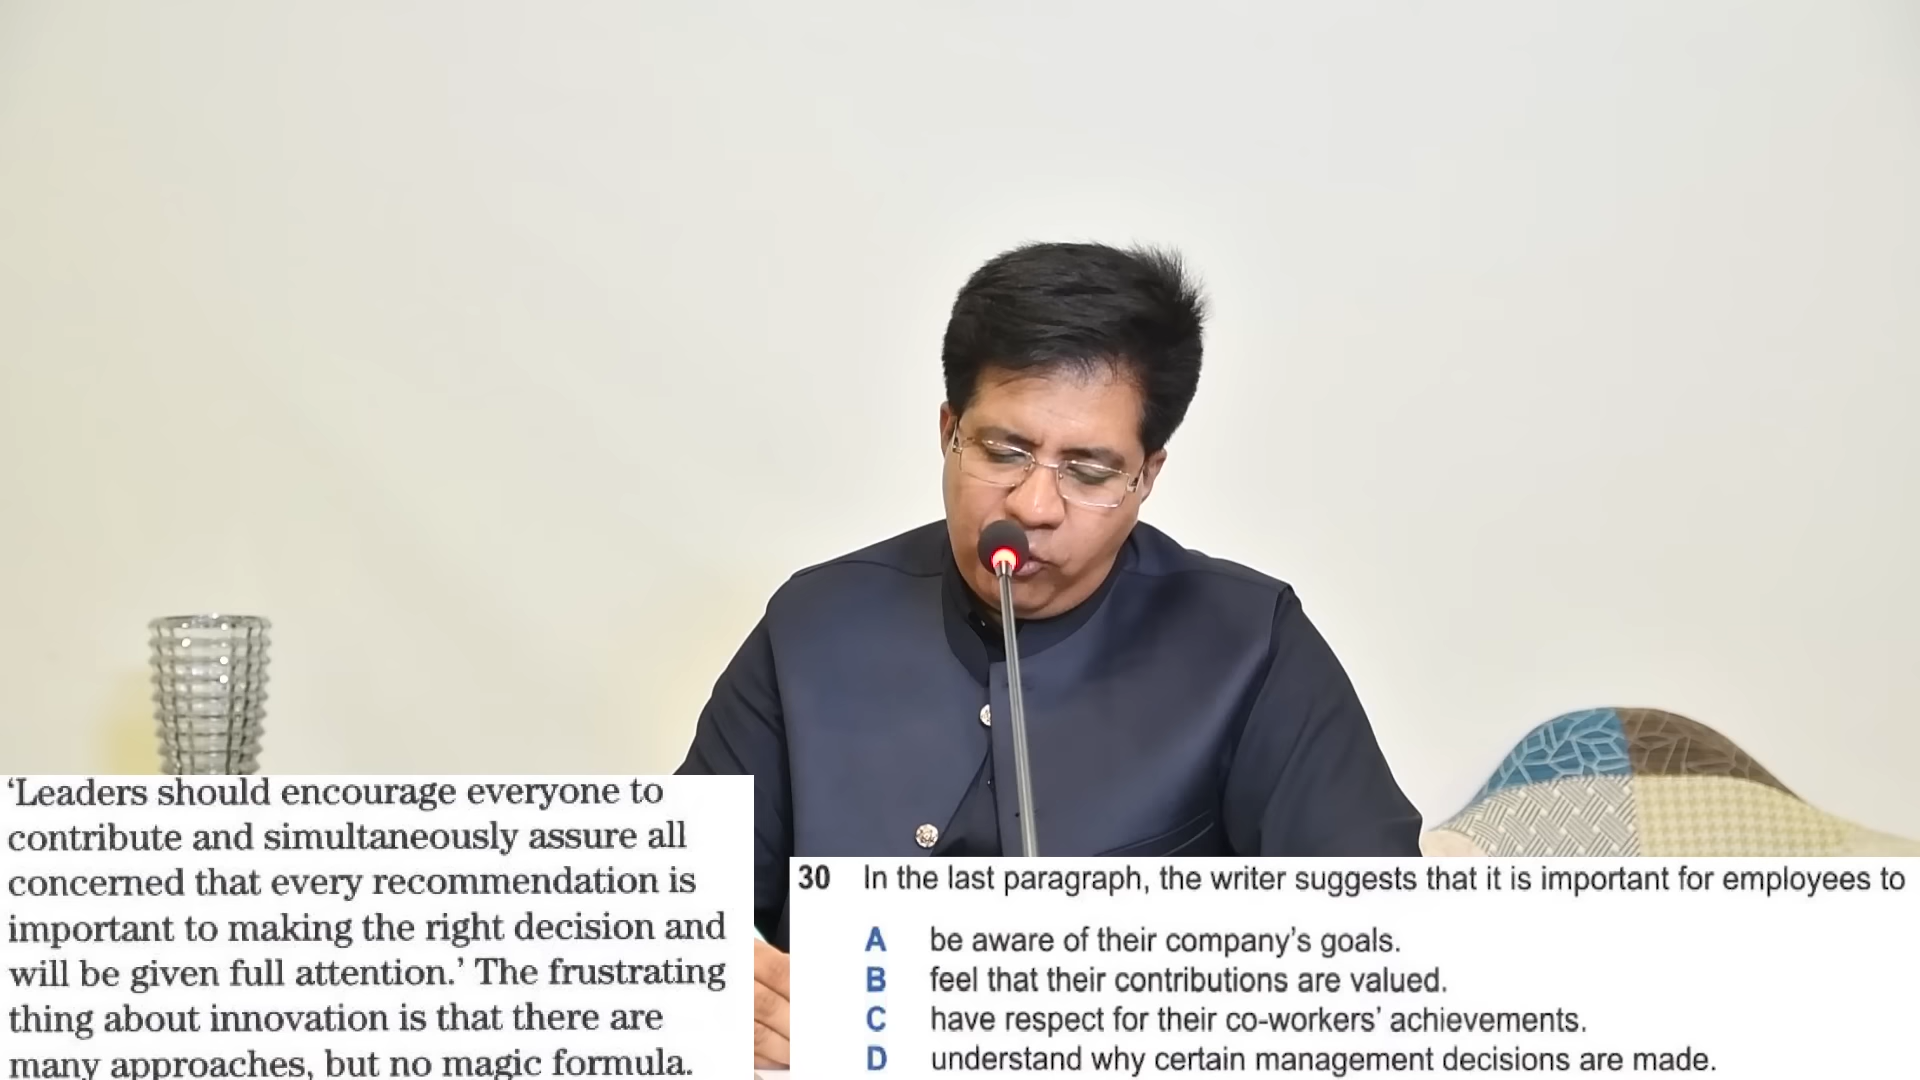 ‘Leaders should encourage everyone to
contribute and simultaneously assure all
concerned that every recommendation is
important to making the right decision and
will be given full attention.’ The frustrating
thing about innovation is that there are
many approaches, but no magic formula.
30 In the last paragraph, the writer suggests that it is important for employees to
A be aware of their company’s goals.
B feel that their contributions are valued.
C have respect for their co-workers’ achievements.
D understand why certain management decisions are made.